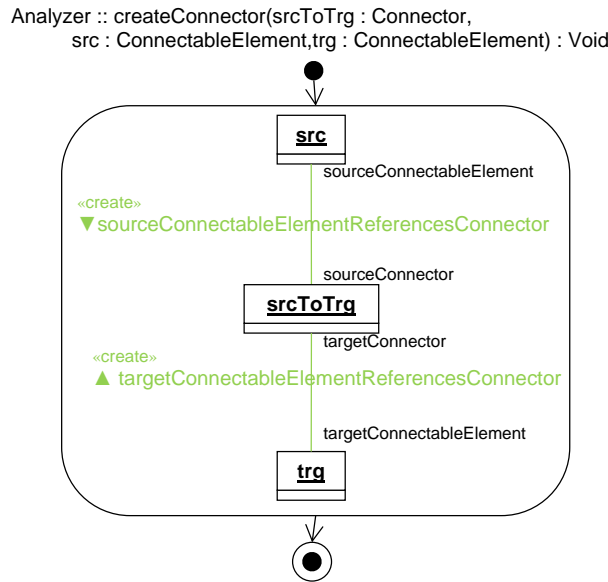 Analyzer :: createConnector(srcToTrg : Connector,
src : ConnectableElement,trg : ConnectableElement) : Void
src
sourceConnectableElement
«create»
▼sourceConnectableElementReferencesConnector
sourceConnector
srcToTrg
targetConnector
«create»
▲ targetConnectableElementReferencesConnector
targetConnectableElement
trg